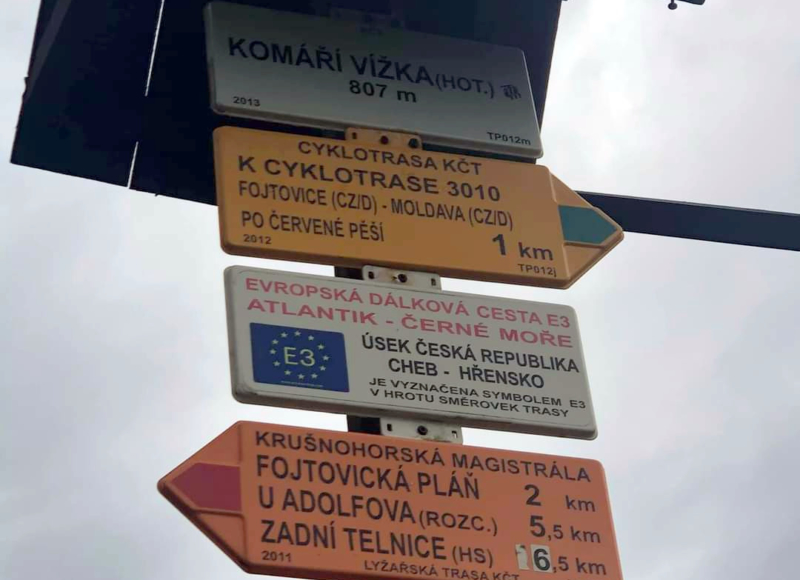 KOMÁŘÍ VÍŽKA (HOT.)
807 m
2013
TP012m
CYKLOTRASA KČT
K CYKLOTRASE 3010
FOJTOVICE (CZ/D) - MOLDAVA (CZ/D)
PO ČERVENÉ PĚŠÍ
1 km
2012
TP012j
EVROPSKÁ DÁLKOVÁ CESTA E3
ATLANTIK - ČERNÉ MOŘE
E3
ÚSEK ČESKÁ REPUBLIKA
CHEB - HŘENSKO
JE VYZNAČENA SYMBOLEM E3
V HROTU SMĚROVEK TRASY
KRUŠNOHORSKÁ MAGISTRÁLA
FOJTOVICKÁ PLÁŇ 2 km
U ADOLFOVA (ROZC.) 5,5 km
ZADNÍ TELNICE (HS) 16,5 km
2011
LYŽAŘSKÁ TRASA KČT